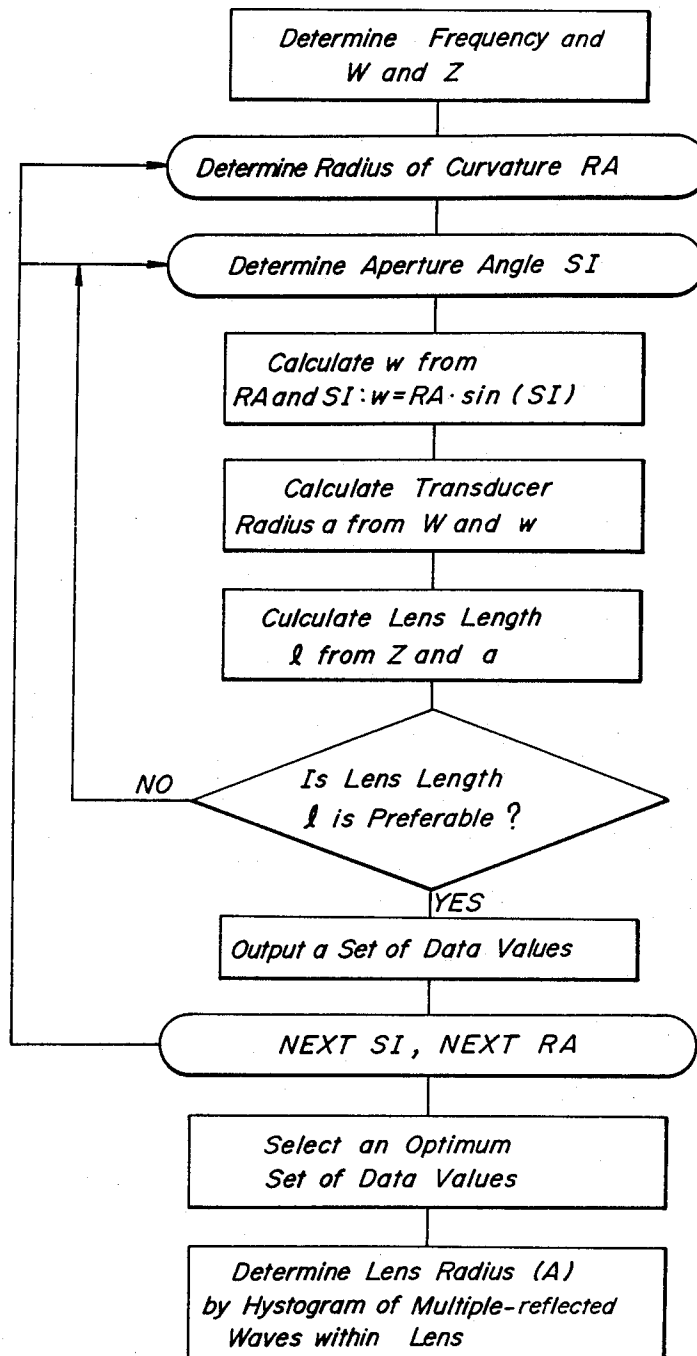 Determine Frequency and
W and Z
Determine Radius of Curvature RA
Determine Aperture Angle SI
Calculate w from
RA and SI : w = RA · sin (SI)
Calculate Transducer
Radius a from W and w
Culculate Lens Length
ℓ from Z and a
Is Lens Length
ℓ is Preferable ?
NO
YES
Output a Set of Data Values
NEXT SI, NEXT RA
Select an Optimum
Set of Data Values
Determine Lens Radius (A)
by Hystogram of Multiple-reflected
Waves within Lens